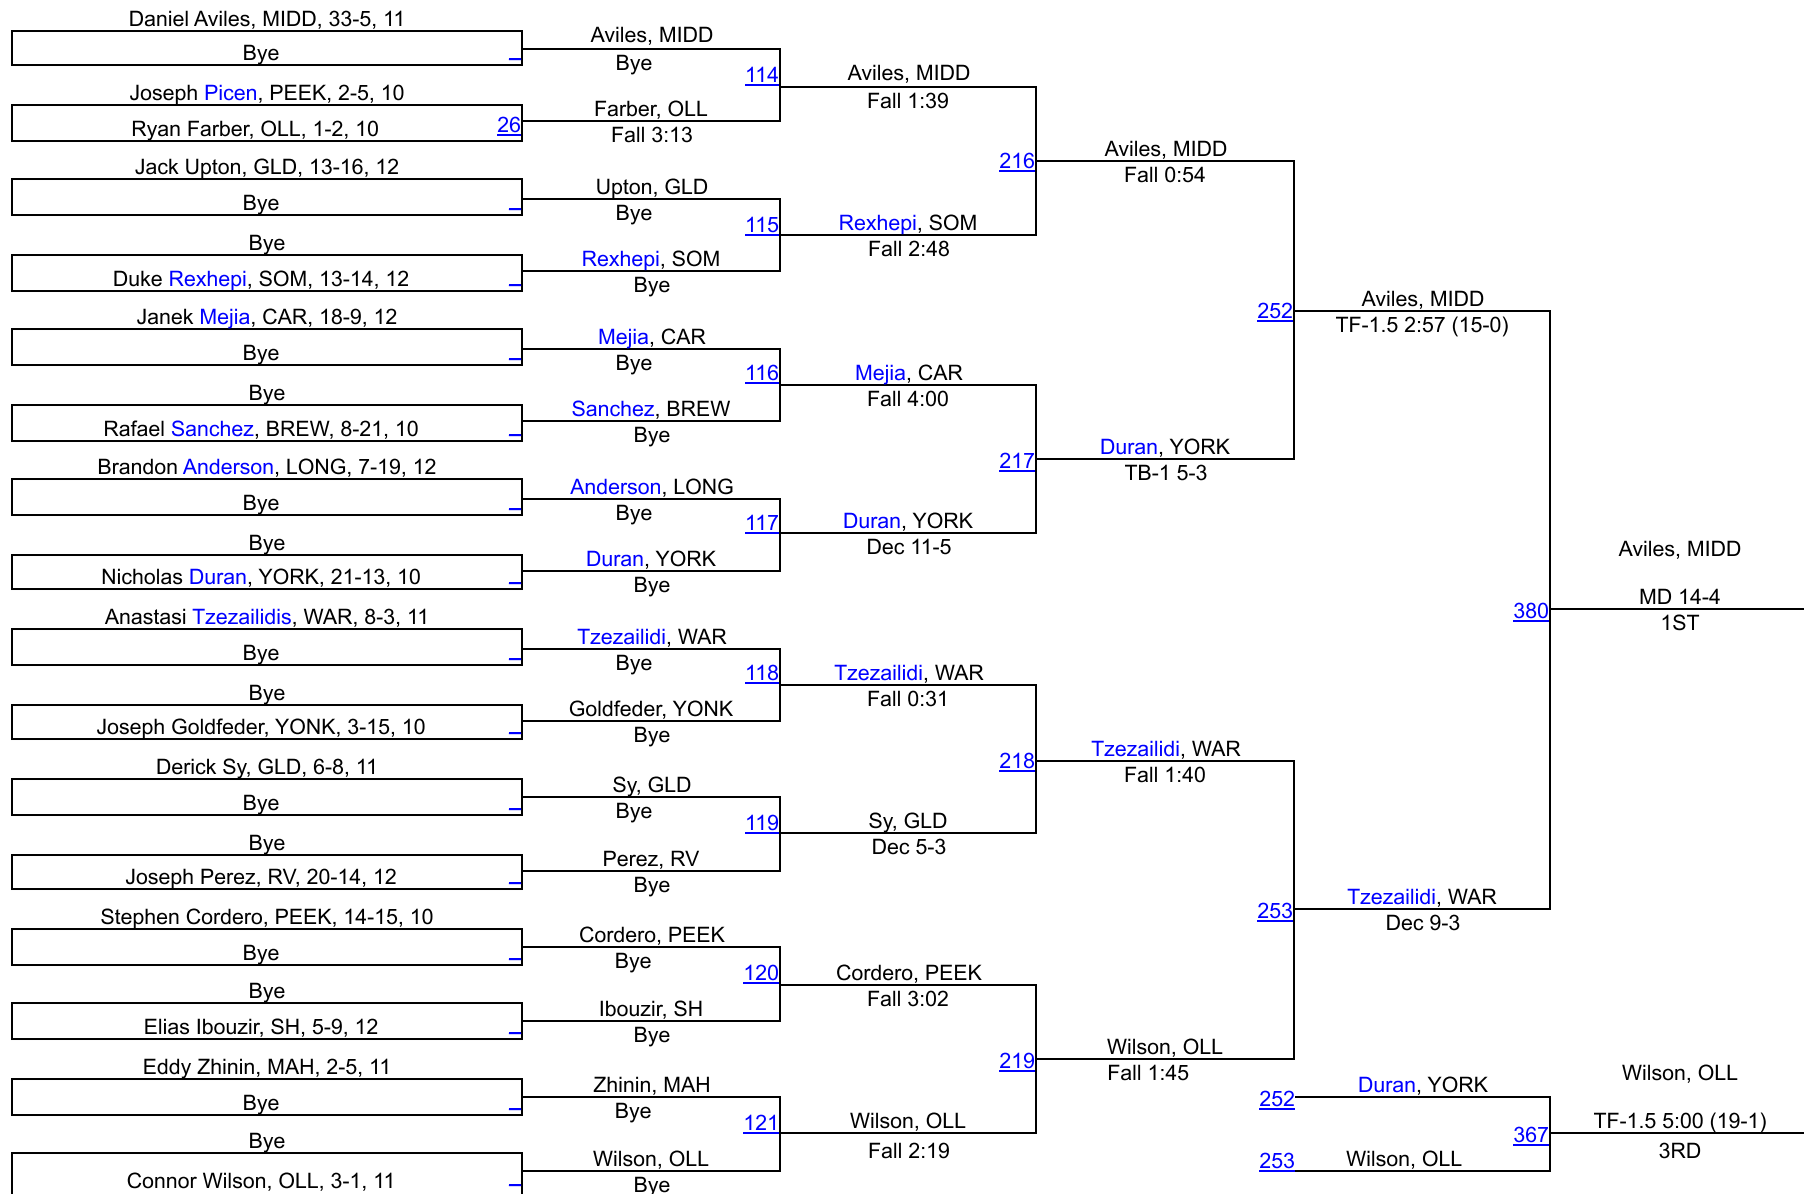 Daniel Aviles, MIDD, 33-5, 11
Bye
Joseph Picen, PEEK, 2-5, 10
Ryan Farber, OLL, 1-2, 10
26
Jack Upton, GLD, 13-16, 12
Bye
Bye
Duke Rexhepi, SOM, 13-14, 12
Janek Mejia, CAR, 18-9, 12
Bye
Bye
Rafael Sanchez, BREW, 8-21, 10
Brandon Anderson, LONG, 7-19, 12
Bye
Bye
Nicholas Duran, YORK, 21-13, 10
Anastasi Tzezailidis, WAR, 8-3, 11
Bye
Bye
Joseph Goldfeder, YONK, 3-15, 10
Derick Sy, GLD, 6-8, 11
Bye
Bye
Joseph Perez, RV, 20-14, 12
Stephen Cordero, PEEK, 14-15, 10
Bye
Bye
Elias Ibouzir, SH, 5-9, 12
Eddy Zhinin, MAH, 2-5, 11
Bye
Bye
Connor Wilson, OLL, 3-1, 11
Aviles, MIDD
Bye
114
Farber, OLL
Fall 3:13
Upton, GLD
Bye
115
Rexhepi, SOM
Bye
Mejia, CAR
Bye
116
Sanchez, BREW
Bye
Anderson, LONG
Bye
117
Duran, YORK
Bye
Tzezailidi, WAR
Bye
118
Goldfeder, YONK
Bye
Sy, GLD
Bye
119
Perez, RV
Bye
Cordero, PEEK
Bye
120
Ibouzir, SH
Bye
Zhinin, MAH
Bye
121
Wilson, OLL
Bye
Aviles, MIDD
Fall 1:39
216
Rexhepi, SOM
Fall 2:48
Mejia, CAR
Fall 4:00
217
Duran, YORK
Dec 11-5
Tzezailidi, WAR
Fall 0:31
218
Sy, GLD
Dec 5-3
Cordero, PEEK
Fall 3:02
219
Wilson, OLL
Fall 2:19
Aviles, MIDD
Fall 0:54
252
Duran, YORK
TB-1 5-3
Tzezailidi, WAR
Fall 1:40
253
Wilson, OLL
Fall 1:45
Aviles, MIDD
TF-1.5 2:57 (15-0)
380
Tzezailidi, WAR
Dec 9-3
Aviles, MIDD
MD 14-4
1ST
252
Duran, YORK
367
253
Wilson, OLL
Wilson, OLL
TF-1.5 5:00 (19-1)
3RD